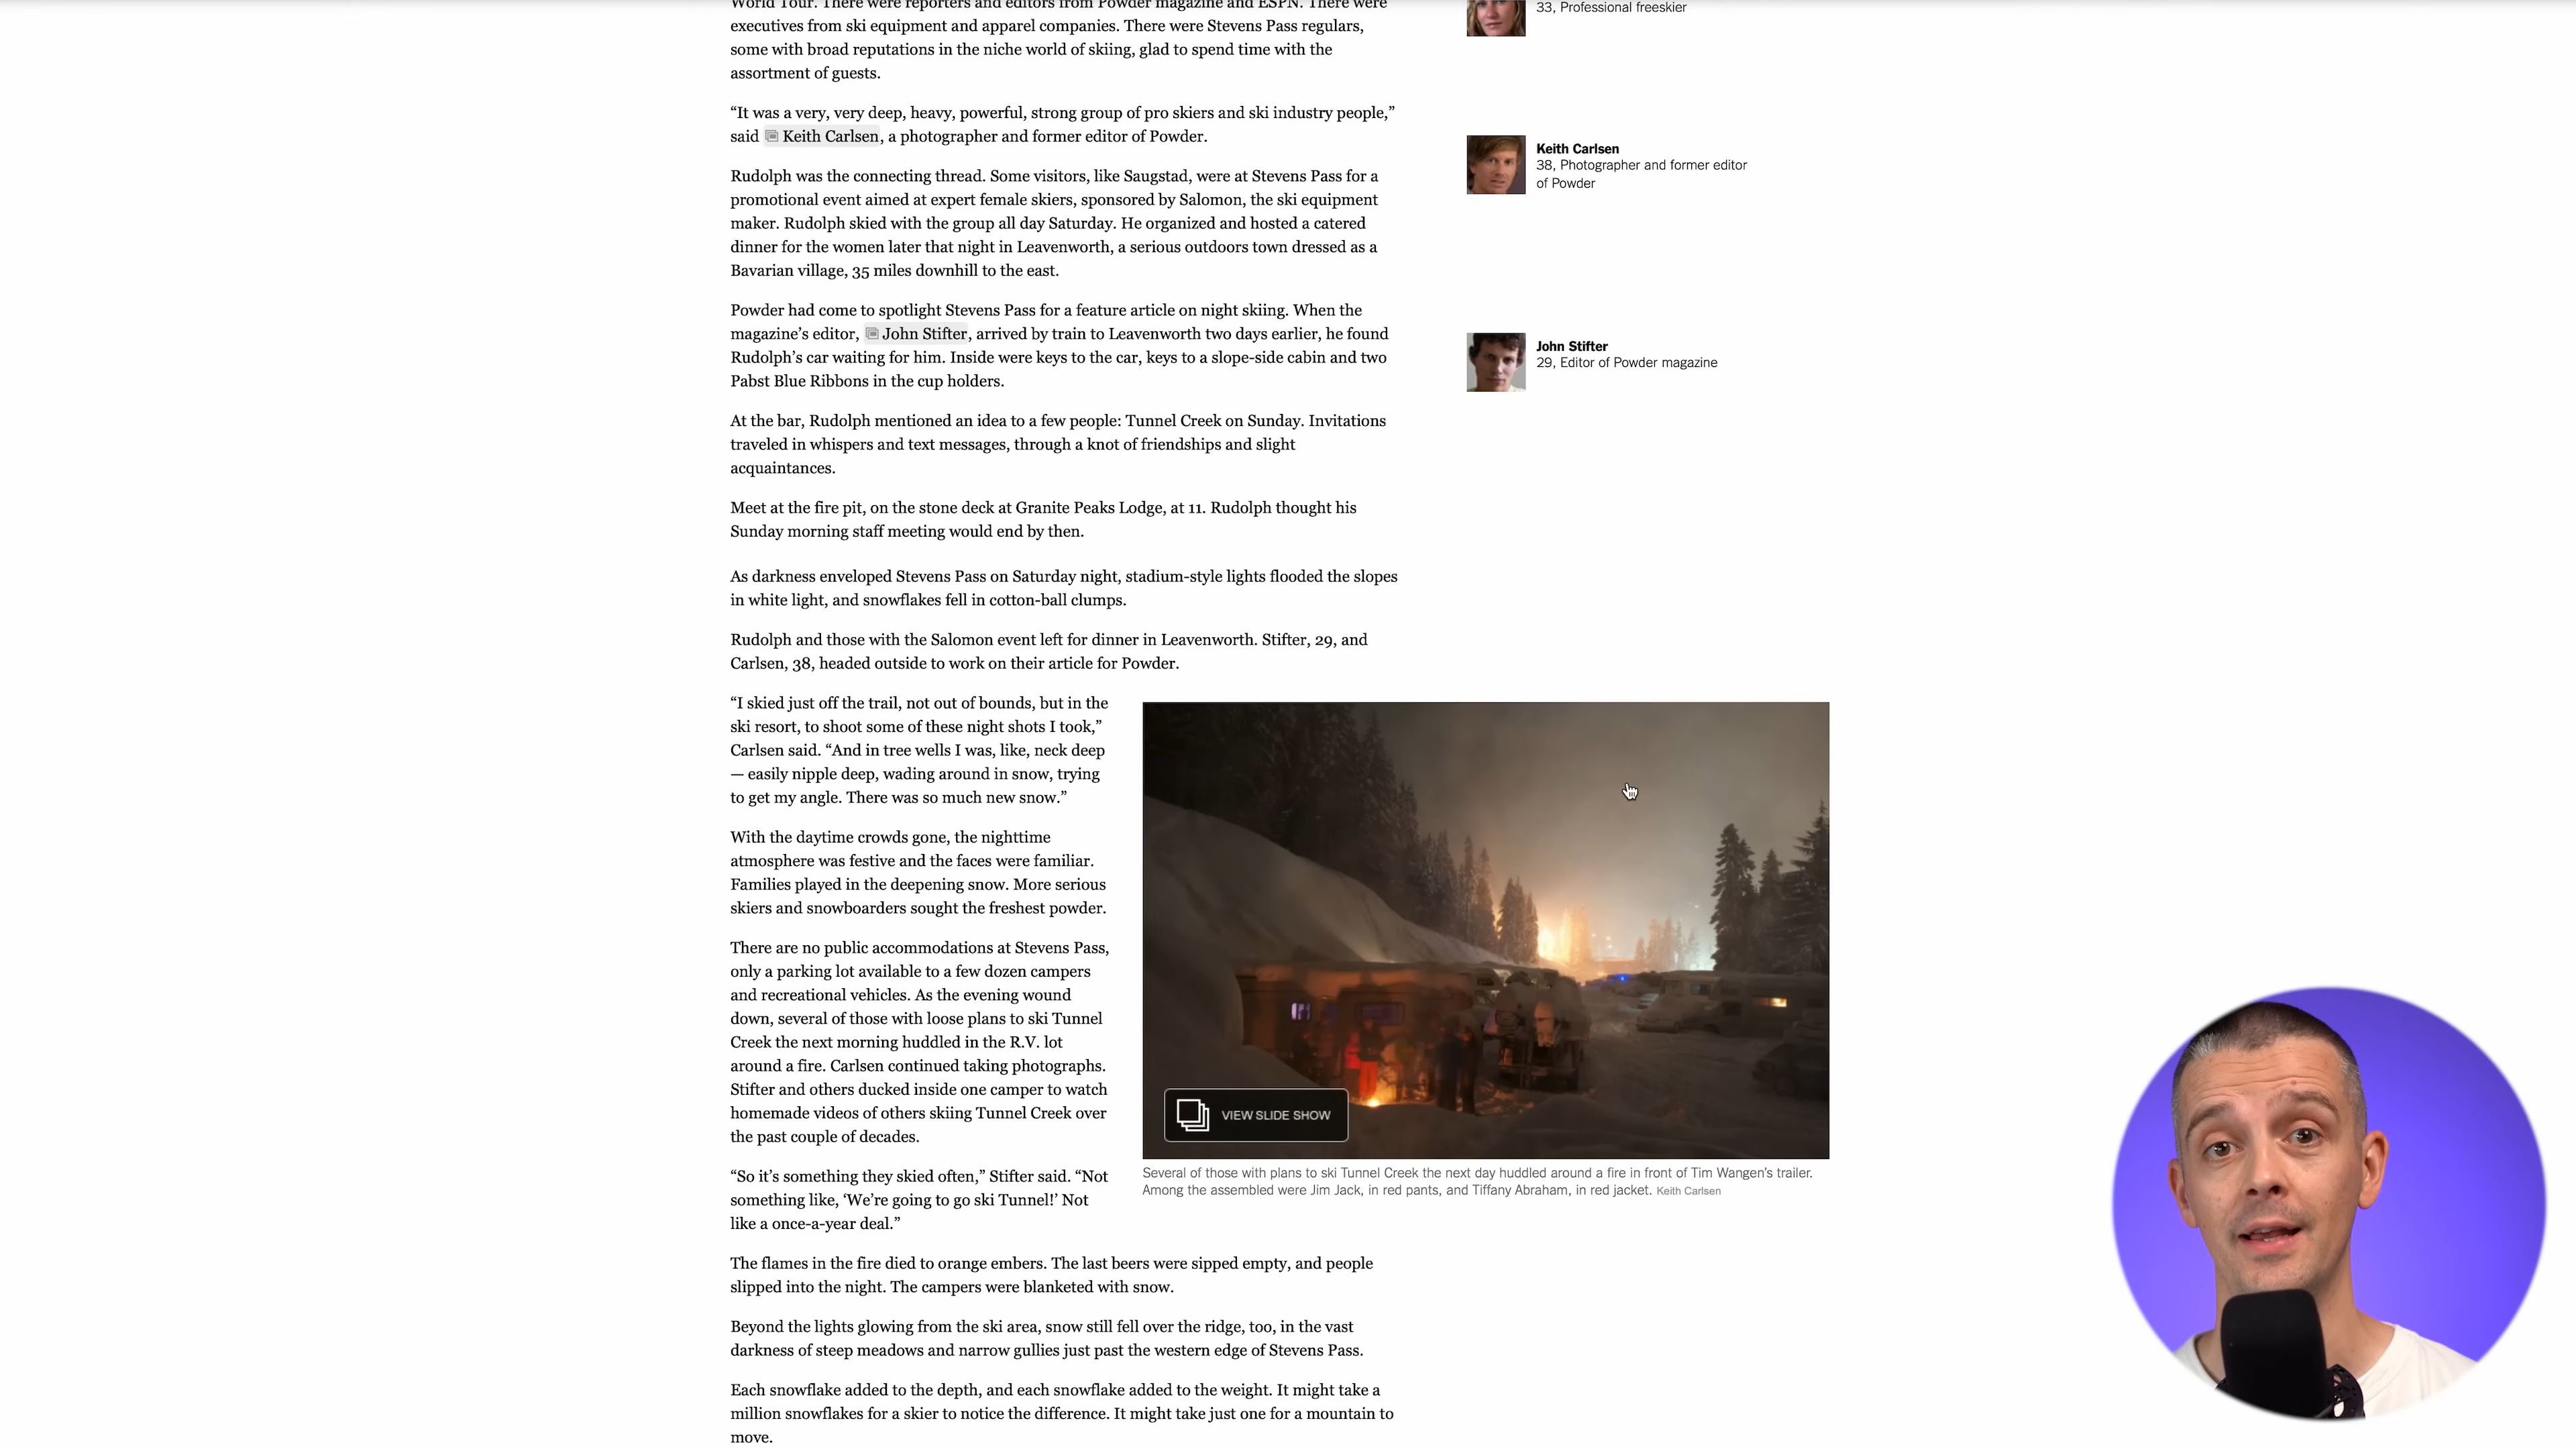 World Tour. There were reporters and editors from Powder magazine and ESPN. There were
executives from ski equipment and apparel companies. There were Stevens Pass regulars,
some with broad reputations in the niche world of skiing, glad to spend time with the
assortment of guests.
“It was a very, very deep, heavy, powerful, strong group of pro skiers and ski industry people,”
said Keith Carlsen, a photographer and former editor of Powder.
Rudolph was the connecting thread. Some visitors, like Saugstad, were at Stevens Pass for a
promotional event aimed at expert female skiers, sponsored by Salomon, the ski equipment
maker. Rudolph skied with the group all day Saturday. He organized and hosted a catered
dinner for the women later that night in Leavenworth, a serious outdoors town dressed as a
Bavarian village, 35 miles downhill to the east.
Powder had come to spotlight Stevens Pass for a feature article on night skiing. When the
magazine’s editor, John Stifter, arrived by train to Leavenworth two days earlier, he found
Rudolph’s car waiting for him. Inside were keys to the car, keys to a slope-side cabin and two
Pabst Blue Ribbons in the cup holders.
At the bar, Rudolph mentioned an idea to a few people: Tunnel Creek on Sunday. Invitations
traveled in whispers and text messages, through a knot of friendships and slight
acquaintances.
Meet at the fire pit, on the stone deck at Granite Peaks Lodge, at 11. Rudolph thought his
Sunday morning staff meeting would end by then.
As darkness enveloped Stevens Pass on Saturday night, stadium-style lights flooded the slopes
in white light, and snowflakes fell in cotton-ball clumps.
Rudolph and those with the Salomon event left for dinner in Leavenworth. Stifter, 29, and
Carlsen, 38, headed outside to work on their article for Powder.
“I skied just off the trail, not out of bounds, but in the
ski resort, to shoot some of these night shots I took,”
Carlsen said. “And in tree wells I was, like, neck deep
— easily nipple deep, wading around in snow, trying
to get my angle. There was so much new snow.”
With the daytime crowds gone, the nighttime
atmosphere was festive and the faces were familiar.
Families played in the deepening snow. More serious
skiers and snowboarders sought the freshest powder.
There are no public accommodations at Stevens Pass,
only a parking lot available to a few dozen campers
and recreational vehicles. As the evening wound
down, several of those with loose plans to ski Tunnel
Creek the next morning huddled in the R.V. lot
around a fire. Carlsen continued taking photographs.
Stifter and others ducked inside one camper to watch
homemade videos of others skiing Tunnel Creek over
the past couple of decades.
“So it’s something they skied often,” Stifter said. “Not
something like, ‘We’re going to go ski Tunnel!’ Not
like a once-a-year deal.”
The flames in the fire died to orange embers. The last beers were sipped empty, and people
slipped into the night. The campers were blanketed with snow.
Beyond the lights glowing from the ski area, snow still fell over the ridge, too, in the vast
darkness of steep meadows and narrow gullies just past the western edge of Stevens Pass.
Each snowflake added to the depth, and each snowflake added to the weight. It might take a
million snowflakes for a skier to notice the difference. It might take just one for a mountain to
move.
33, Professional freeskier
Keith Carlsen
38, Photographer and former editor
of Powder
John Stifter
29, Editor of Powder magazine
VIEW SLIDE SHOW
Several of those with plans to ski Tunnel Creek the next day huddled around a fire in front of Tim Wangen’s trailer.
Among the assembled were Jim Jack, in red pants, and Tiffany Abraham, in red jacket. Keith Carlsen